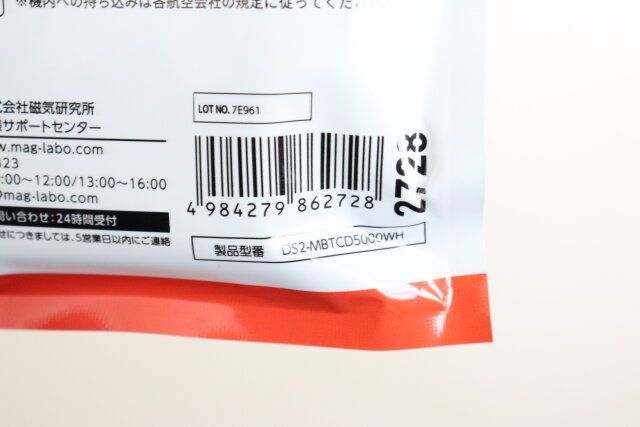 ※機内への持ち込みは各航空会社の規定に従ってください
LOT NO. 7E961
式会社磁気研究所
サポートセンター
w.mag-labo.com
423
:00~12:00/13:00~16:00
@mag-labo.com
問い合わせ:24時間受付
せにつきましては、5営業日以内にご連絡
4 984279 862728
2728
製品型番 DS2-MBTCD5000WH